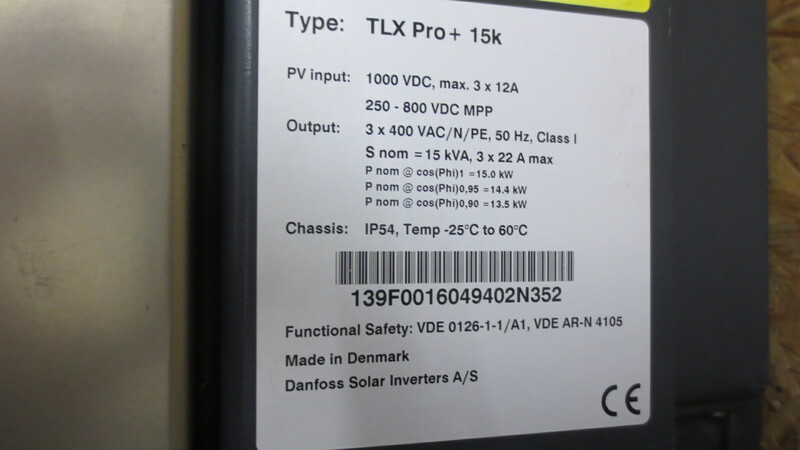 Type: TLX Pro+ 15k
PV input: 1000 VDC, max. 3 x 12A
250 - 800 VDC MPP
Output: 3 x 400 VAC/N/PE, 50 Hz, Class I
S nom = 15 kVA, 3 x 22 A max
P nom @ cos(Phi)1 =15.0 kW
P nom @ cos(Phi)0,95 =14.4 kW
P nom @ cos(Phi)0,90 =13.5 kW
Chassis: IP54, Temp -25°C to 60°C
139F0016049402N352
Functional Safety: VDE 0126-1-1/A1, VDE AR-N 4105
Made in Denmark
Danfoss Solar Inverters A/S
CE